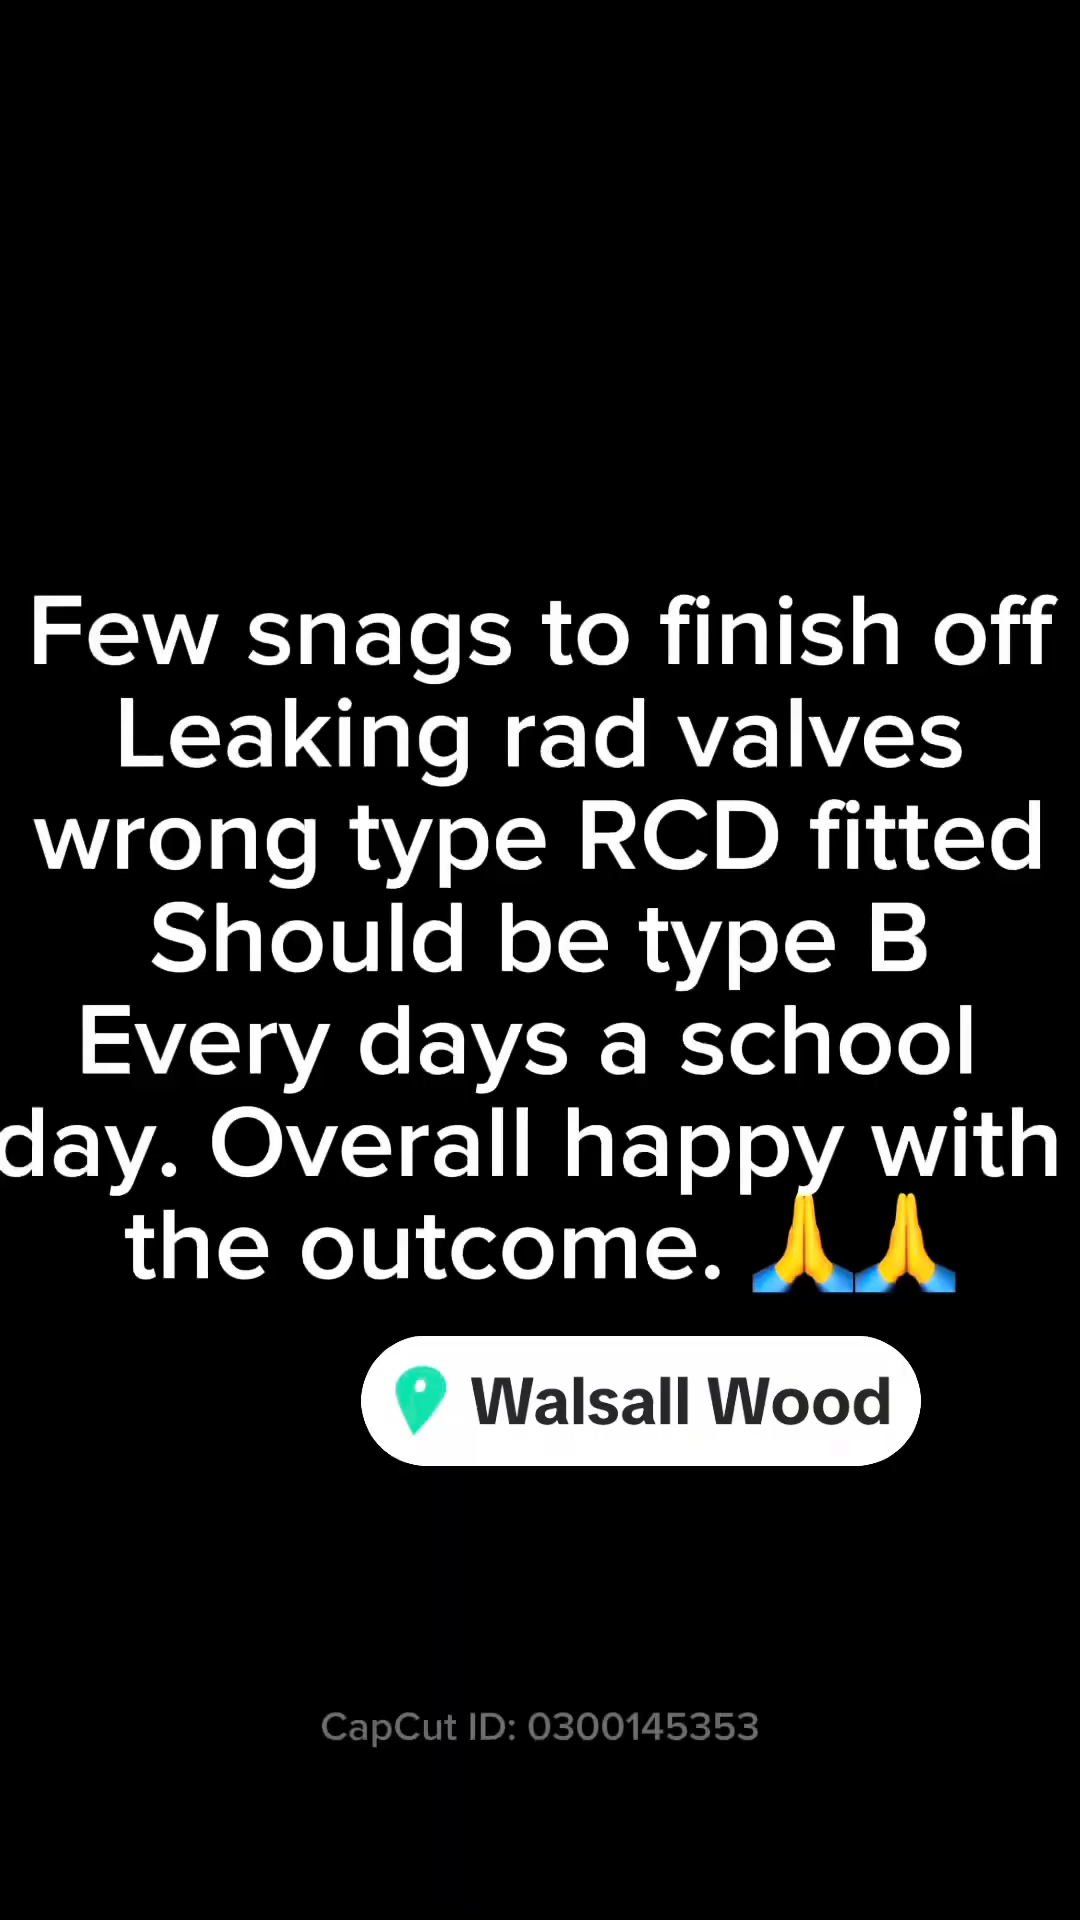 Few snags to finish off
Leaking rad valves
wrong type RCD fitted
Should be type B
Every days a school
day. Overall happy with
the outcome. 🙏🙏
Walsall Wood
CapCut ID: 0300145353